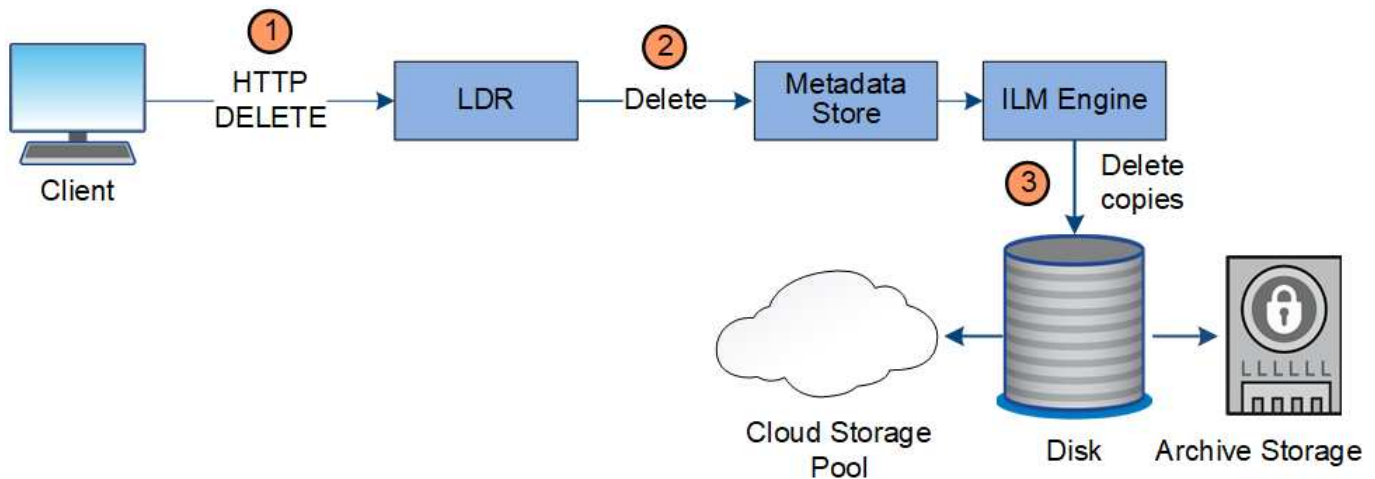 1
HTTP
DELETE
LDR
2
Delete
Metadata
Store
ILM Engine
Client
3
Delete
copies
LLLLLL
Cloud Storage
Pool
Disk
Archive Storage